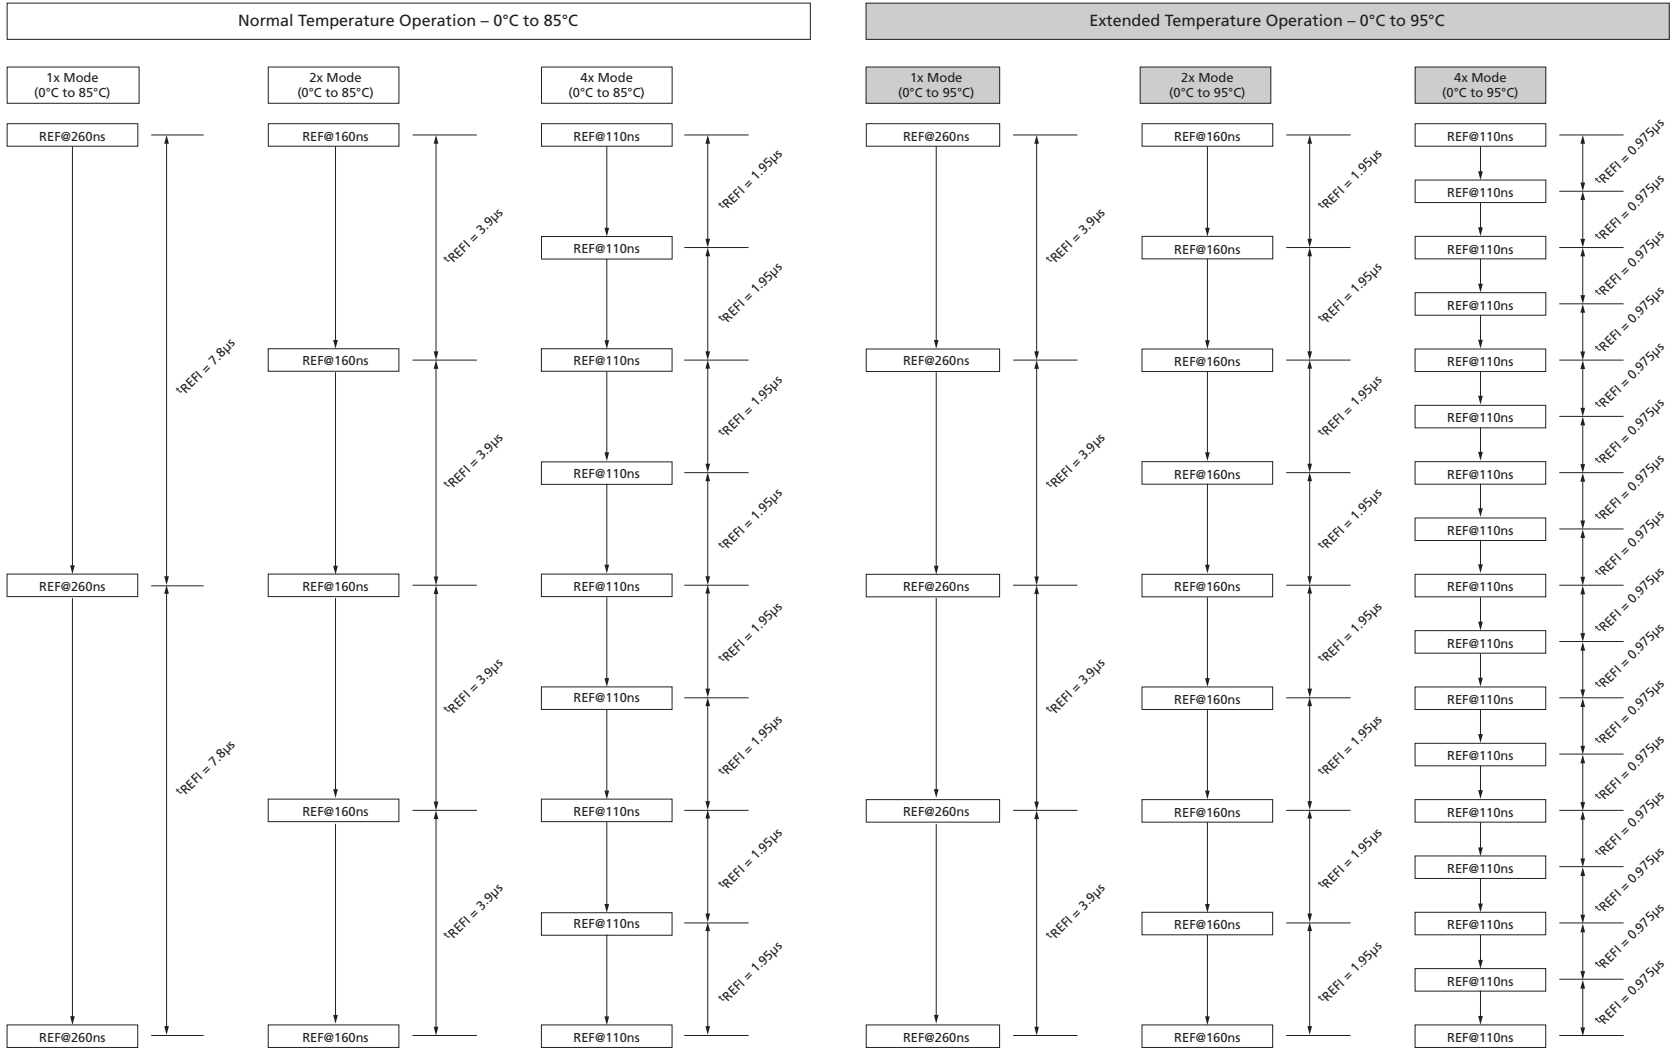 Normal Temperature Operation – 0°C to 85°C
1x Mode
(0°C to 85°C)
REF@260ns
tREFI = 7.8µs
REF@260ns
tREFI = 7.8µs
REF@260ns
2x Mode
(0°C to 85°C)
REF@160ns
tREFI = 3.9µs
REF@160ns
tREFI = 3.9µs
REF@160ns
tREFI = 3.9µs
REF@160ns
tREFI = 3.9µs
REF@160ns
4x Mode
(0°C to 85°C)
REF@110ns
tREFI = 1.95µs
REF@110ns
tREFI = 1.95µs
REF@110ns
tREFI = 1.95µs
REF@110ns
tREFI = 1.95µs
REF@110ns
tREFI = 1.95µs
REF@110ns
tREFI = 1.95µs
REF@110ns
tREFI = 1.95µs
REF@110ns
tREFI = 1.95µs
REF@110ns
Extended Temperature Operation – 0°C to 95°C
1x Mode
(0°C to 95°C)
REF@260ns
tREFI = 3.9µs
REF@260ns
tREFI = 3.9µs
REF@260ns
tREFI = 3.9µs
REF@260ns
tREFI = 3.9µs
REF@260ns
2x Mode
(0°C to 95°C)
REF@160ns
tREFI = 1.95µs
REF@160ns
tREFI = 1.95µs
REF@160ns
tREFI = 1.95µs
REF@160ns
tREFI = 1.95µs
REF@160ns
tREFI = 1.95µs
REF@160ns
tREFI = 1.95µs
REF@160ns
tREFI = 1.95µs
REF@160ns
tREFI = 1.95µs
REF@160ns
4x Mode
(0°C to 95°C)
REF@110ns
tREFI = 0.975µs
REF@110ns
tREFI = 0.975µs
REF@110ns
tREFI = 0.975µs
REF@110ns
tREFI = 0.975µs
REF@110ns
tREFI = 0.975µs
REF@110ns
tREFI = 0.975µs
REF@110ns
tREFI = 0.975µs
REF@110ns
tREFI = 0.975µs
REF@110ns
tREFI = 0.975µs
REF@110ns
tREFI = 0.975µs
REF@110ns
tREFI = 0.975µs
REF@110ns
tREFI = 0.975µs
REF@110ns
tREFI = 0.975µs
REF@110ns
tREFI = 0.975µs
REF@110ns
tREFI = 0.975µs
REF@110ns
tREFI = 0.975µs
REF@110ns